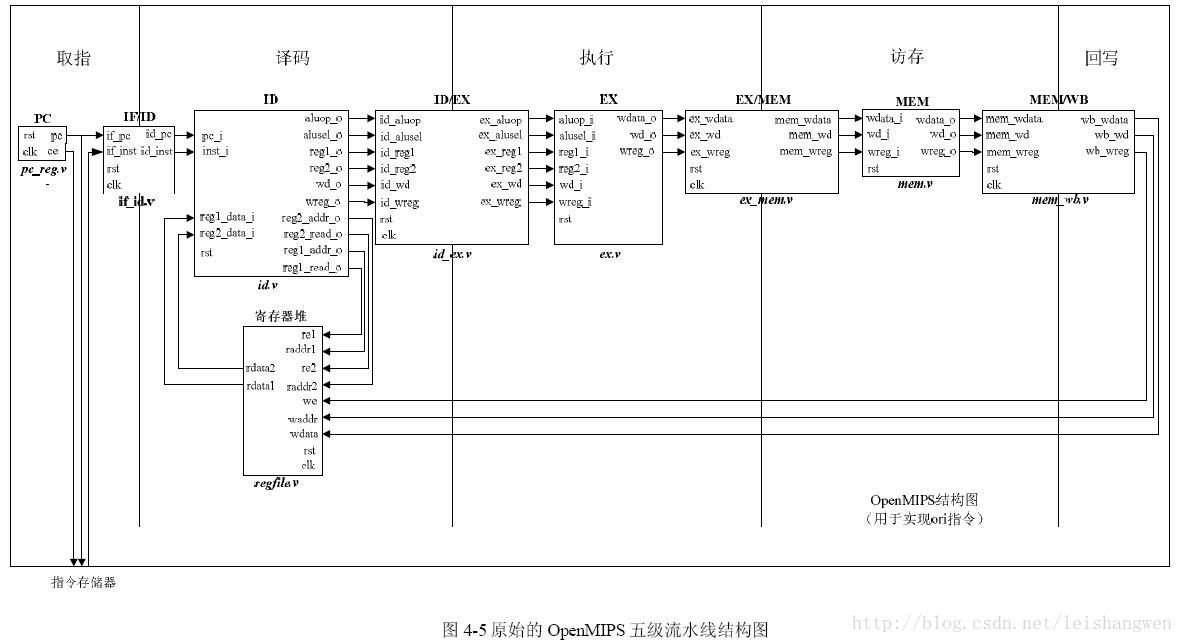 取指 译码 执行 访存 回写
PC IF/ID ID ID/EX EX EX/MEM MEM MEM/WB
rst pc
clk ce
pc_reg.v
if_pc id_pc
if_inst id_inst
rst
clk
if_id.v
pc_i
inst_i
reg1_data_i
reg2_data_i
rst
aluop_o
alusel_o
reg1_o
reg2_o
wd_o
wreg_o
reg2_addr_o
reg2_read_o
reg1_addr_o
reg1_read_o
id.v
id_aluop ex_aluop
id_alusel ex_alusel
id_reg1 ex_reg1
id_reg2 ex_reg2
id_wd ex_wd
id_wreg ex_wreg
rst
clk
id_ex.v
aluop_i wdata_o
alusel_i wd_o
reg1_i wreg_o
reg2_i
wd_i
wreg_i
rst
ex.v
ex_wdata mem_wdata
ex_wd mem_wd
ex_wreg mem_wreg
rst
clk
ex_mem.v
wdata_i wdata_o
wd_i wd_o
wreg_i wreg_o
rst
mem.v
mem_wdata wb_wdata
mem_wd wb_wd
mem_wreg wb_wreg
rst
clk
mem_wb.v
寄存器堆
re1
raddr1
rdata2 re2
rdata1 raddr2
we
waddr
wdata
rst
clk
regfile.v
OpenMIPS结构图
（用于实现ori指令）
指令存储器
图 4-5 原始的 OpenMIPS 五级流水线结构图
http://blog.csdn.net/leishangwen